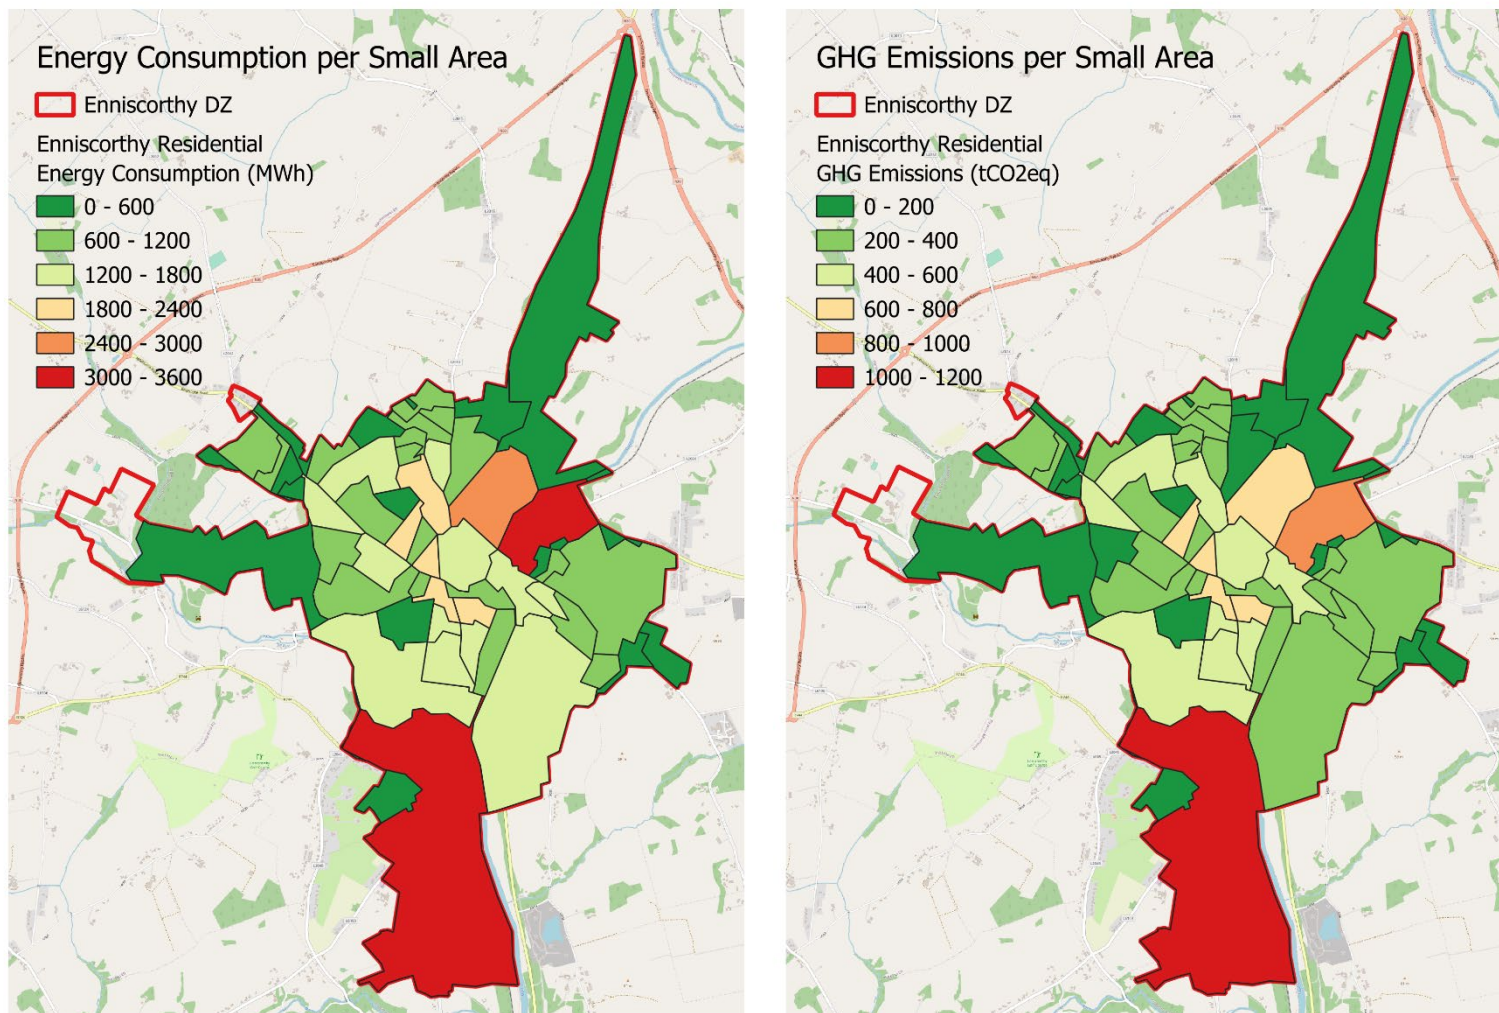 Energy Consumption per Small Area
Enniscorthy DZ
Enniscorthy Residential
Energy Consumption (MWh)
0 - 600
600 - 1200
1200 - 1800
1800 - 2400
2400 - 3000
3000 - 3600
GHG Emissions per Small Area
Enniscorthy DZ
Enniscorthy Residential
GHG Emissions (tCO2eq)
0 - 200
200 - 400
400 - 600
600 - 800
800 - 1000
1000 - 1200